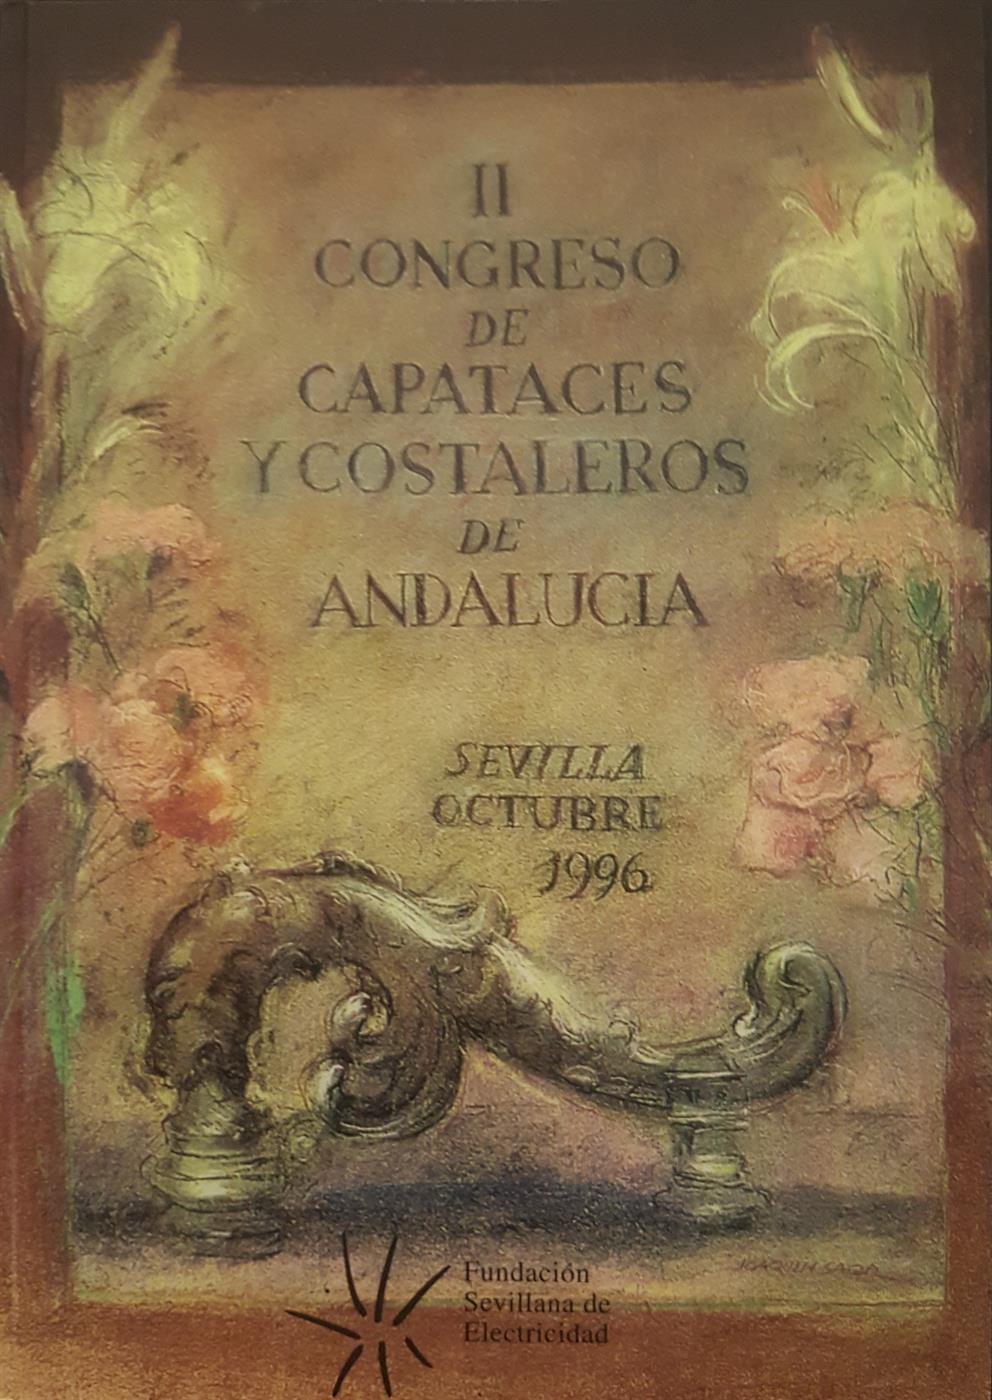 II
CONGRESO
DE
CAPATACES
Y COSTALEROS
DE
ANDALUCIA
SEVILLA
OCTUBRE
1996
Fundación
Sevillana de
Electricidad